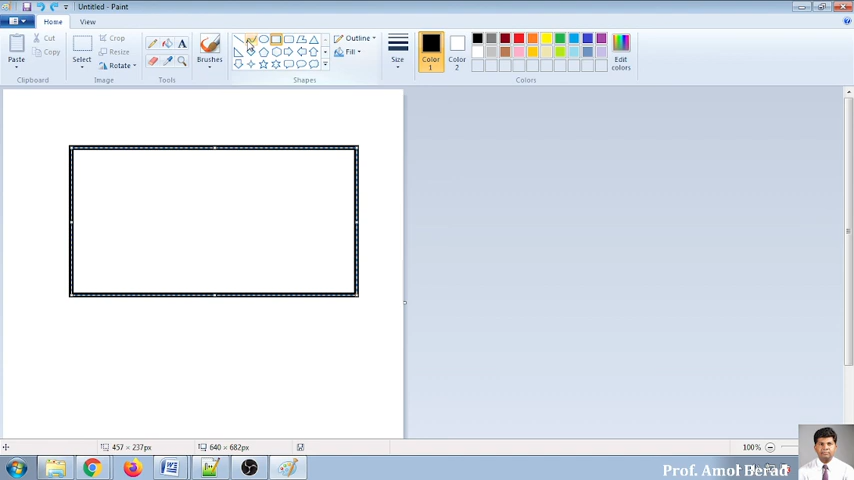 Untitled - Paint
Home View
Cut
Copy
Paste
Clipboard
Crop
Resize
Rotate
Select
Image
A
Tools
Brushes
Outline
Fill
Shapes
Size
Color 1
Color 2
Edit colors
Colors
457 × 237px
640 × 682px
100%
W
Prof. Amol Berad